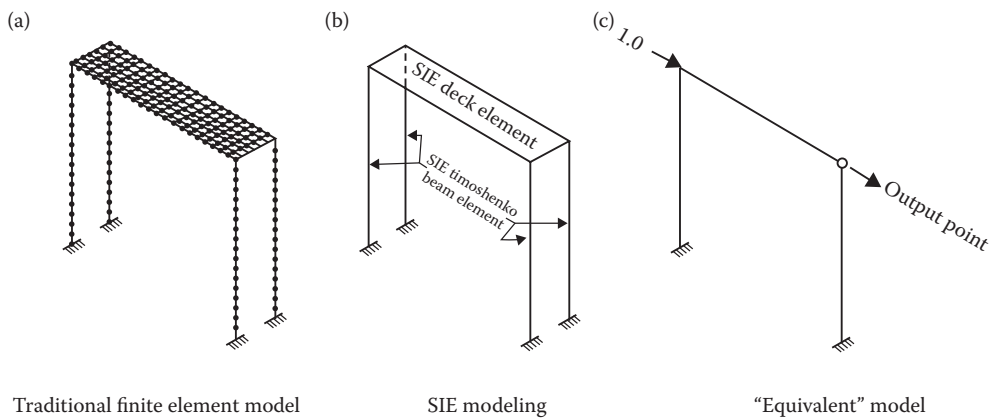 (a)
(b)
(c)
1.0
SIE deck element
SIE timoshenko
beam element
Output point
Traditional finite element model
SIE modeling
“Equivalent” model